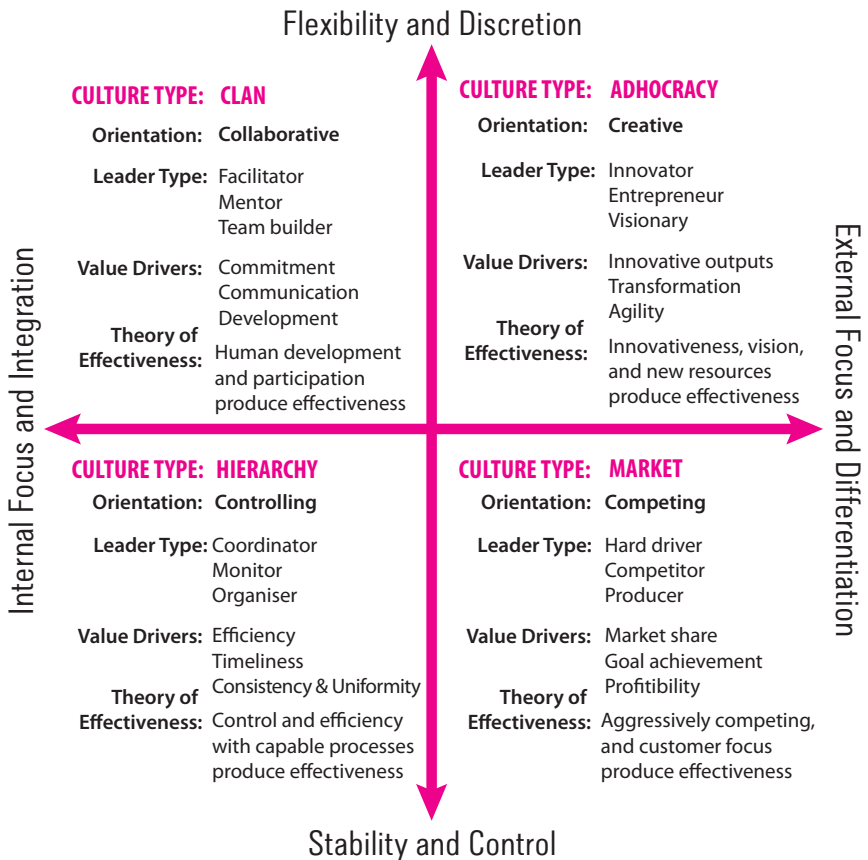 Flexibility and Discretion
CULTURE TYPE: CLAN
Orientation: Collaborative
Leader Type: Facilitator
Mentor
Team builder
Value Drivers: Commitment
Communication
Development
Theory of
Effectiveness: Human development
and participation
produce effectiveness
CULTURE TYPE: ADHOCRACY
Orientation: Creative
Leader Type: Innovator
Entrepreneur
Visionary
Value Drivers: Innovative outputs
Transformation
Agility
Theory of
Effectiveness: Innovativeness, vision,
and new resources
produce effectiveness
Internal Focus and Integration
External Focus and Differentiation
CULTURE TYPE: HIERARCHY
Orientation: Controlling
Leader Type: Coordinator
Monitor
Organiser
Value Drivers: Efficiency
Timeliness
Consistency & Uniformity
Theory of
Effectiveness: Control and efficiency
with capable processes
produce effectiveness
CULTURE TYPE: MARKET
Orientation: Competing
Leader Type: Hard driver
Competitor
Producer
Value Drivers: Market share
Goal achievement
Profitibility
Theory of
Effectiveness: Aggressively competing,
and customer focus
produce effectiveness
Stability and Control